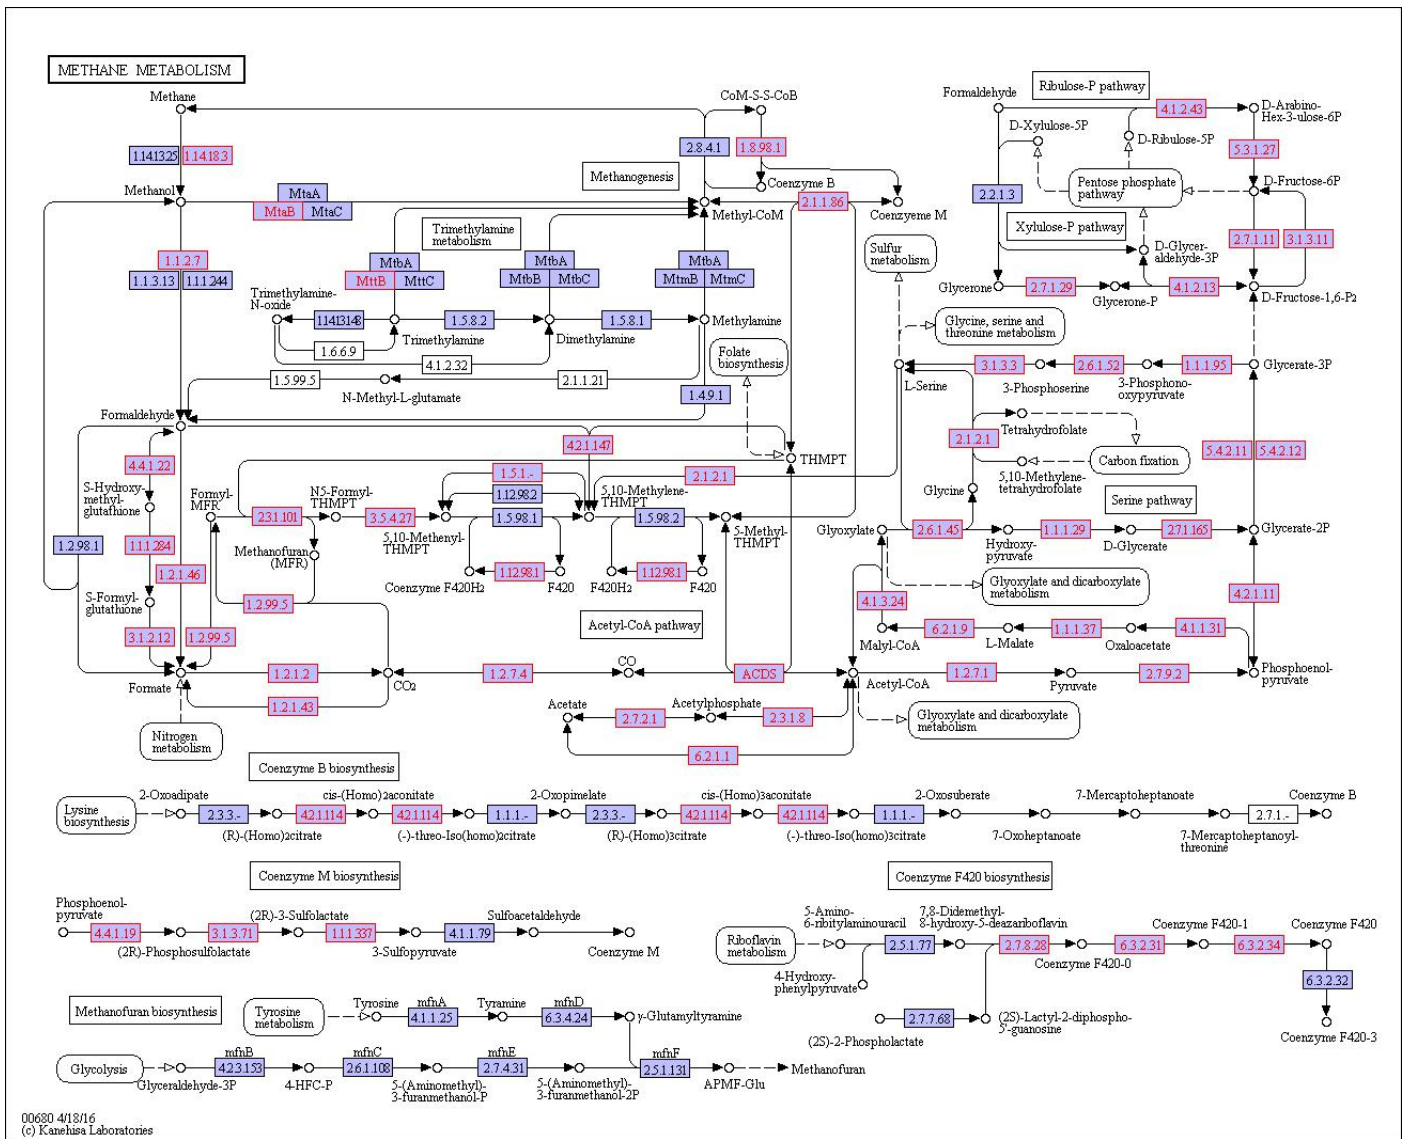 METHANE METABOLISM
Methane
CoM-S-S-CoB
Formaldehyde
Ribulose-P pathway
D-Arabino-
Hex-3-ulose-6P
4.1.2.43
D-Xylulose-5P
D-Ribulose-5P
1.14.13.25
1.14.18.3
2.8.4.1
1.8.98.1
5.3.1.27
Methanogenesis
Coenzyme B
Methanol
MtaA
MtaB
MtaC
Methyl-CoM
2.1.1.86
Coenzyeme M
2.2.1.3
Pentose phosphate
pathway
D-Fructose-6P
Xylulose-P pathway
Trimethylamine
metabolism
Sulfur
metabolism
D-Glycer-
aldehyde-3P
2.7.1.11
3.1.3.11
1.1.2.7
1.1.3.13
1.1.1.244
MtbA
MttB
MttC
MtbA
MtbB
MtbC
MtbA
MtmB
MtmC
Glycerone
2.7.1.29
Glycerone-P
4.1.2.13
D-Fructose-1,6-P2
Trimethylamine-
N-oxide
1.14.13.148
Trimethylamine
1.5.8.2
Dimethylamine
1.5.8.1
Methylamine
1.6.6.9
4.1.2.32
Glycine, serine and
threonine metabolism
Folate
biosynthesis
1.5.99.5
N-Methyl-L-glutamate
2.1.1.21
1.4.9.1
L-Serine
3.1.3.3
3-Phosphoserine
2.6.1.52
3-Phosphono-
oxypyruvate
1.1.1.95
Glycerate-3P
Formaldehyde
4.2.1.147
THMPT
2.1.2.1
Tetrahydrofolate
Carbon fixation
5,10-Methylene-
tetrahydrofolate
5.4.2.11
5.4.2.12
4.4.1.22
S-Hydroxy-
methyl-
glutathione
Formyl-
MFR
2.3.1.101
N5-Formyl-
THMPT
3.5.4.27
5,10-Methenyl-
THMPT
1.5.1.-
1.12.98.2
1.5.98.1
5,10-Methylene-
THMPT
1.5.98.2
2.1.2.1
5-Methyl-
THMPT
Glycine
Serine pathway
Glyoxylate
2.6.1.45
Hydroxy-
pyruvate
1.1.1.29
D-Glycerate
2.7.1.165
Glycerate-2P
1.2.98.1
1.1.1.284
Methanofuran
(MFR)
1.2.1.46
Coenzyme F420H2
1.12.98.1
F420
F420H2
1.12.98.1
F420
Glyoxylate and dicarboxylate
metabolism
S-Formyl-
glutathione
1.2.99.5
4.1.3.24
4.2.1.11
3.1.2.12
1.2.99.5
Acetyl-CoA pathway
Malyl-CoA
6.2.1.9
L-Malate
1.1.1.37
Oxaloacetate
4.1.1.31
Formate
1.2.1.2
CO2
1.2.7.4
CO
ACDS
Acetyl-CoA
1.2.7.1
Pyruvate
2.7.9.2
Phosphoenol-
pyruvate
1.2.1.43
Acetate
2.7.2.1
Acetylphosphate
2.3.1.8
Glyoxylate and dicarboxylate
metabolism
Nitrogen
metabolism
6.2.1.1
Coenzyme B biosynthesis
Lysine
biosynthesis
2-Oxoadipate
2.3.3.-
(R)-(Homo)2citrate
4.2.1.114
cis-(Homo)2aconitate
4.2.1.114
(-)-threo-Iso(homo)2citrate
1.1.1.-
2-Oxopimelate
2.3.3.-
(R)-(Homo)3citrate
4.2.1.114
cis-(Homo)3aconitate
4.2.1.114
(-)-threo-Iso(homo)3citrate
1.1.1.-
2-Oxosuberate
7-Oxoheptanoate
7-Mercaptoheptanoate
7-Mercaptoheptanoyl-
threonine
2.7.1.-
Coenzyme B
Coenzyme M biosynthesis
Phosphoenol-
pyruvate
4.4.1.19
(2R)-Phosphosulfolactate
3.1.3.71
(2R)-3-Sulfolactate
1.1.1.337
3-Sulfopyruvate
4.1.1.79
Sulfoacetaldehyde
Coenzyme M
Coenzyme F420 biosynthesis
Riboflavin
metabolism
5-Amino-
6-ribitylaminouracil
4-Hydroxy-
phenylpyruvate
2.5.1.77
7,8-Didemethyl-
8-hydroxy-5-deazariboflavin
2.7.8.28
Coenzyme F420-0
6.3.2.31
Coenzyme F420-1
6.3.2.34
Coenzyme F420
6.3.2.32
Coenzyme F420-3
(2S)-2-Phospholactate
2.7.7.68
(2S)-Lactyl-2-diphospho-
5'-guanosine
Methanofuran biosynthesis
Tyrosine
metabolism
Tyrosine
mfnA
4.1.1.25
Tyramine
mfnD
6.3.4.24
γ-Glutamyltyramine
Glycolysis
Glyceraldehyde-3P
mfnB
4.2.3.153
4-HFC-P
mfnC
2.6.1.108
5-(Aminomethyl)-
3-furanmethanol-P
mfnE
2.7.4.31
5-(Aminomethyl)-
3-furanmethanol-2P
mfnF
2.5.1.131
APMF-Glu
Methanofuran
00680 4/18/16
(c) Kanehisa Laboratories